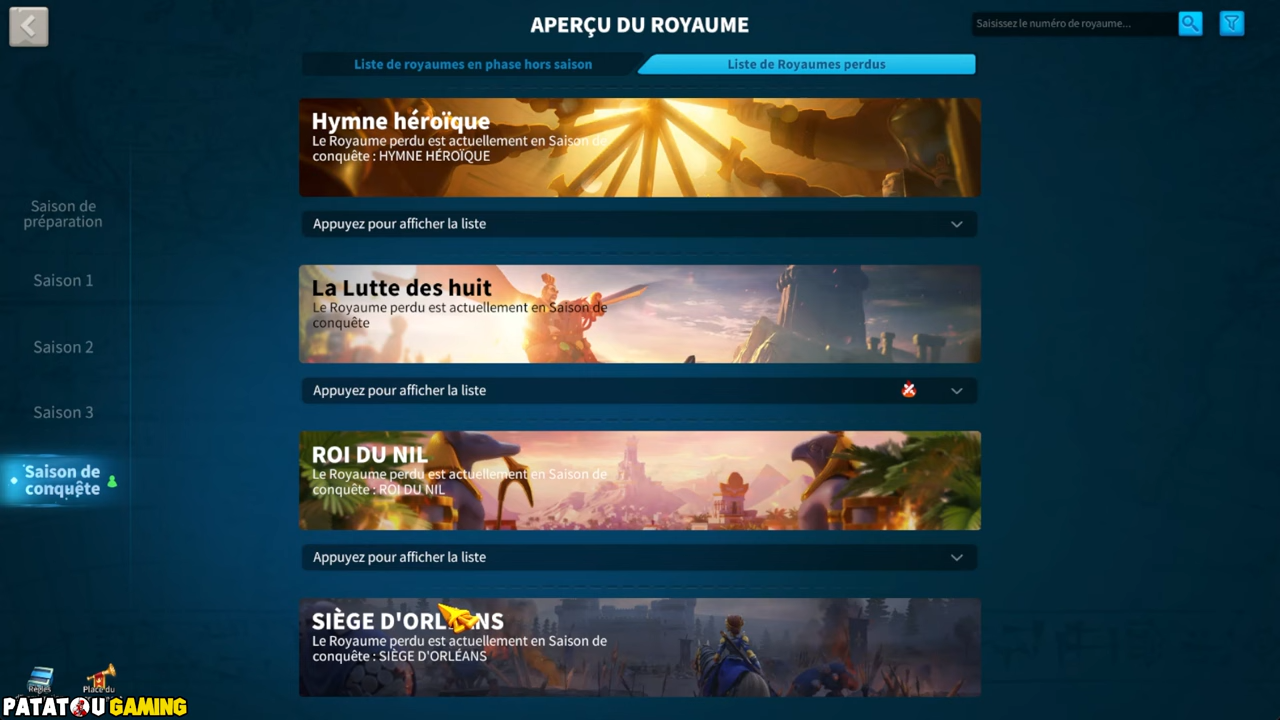 APERÇU DU ROYAUME
Saisissez le numéro de royaume...
Liste de royaumes en phase hors saison
Liste de Royaumes perdus
Hymne héroïque
Le Royaume perdu est actuellement en Saison de
conquête : HYMNE HÉROÏQUE
Appuyez pour afficher la liste
La Lutte des huit
Le Royaume perdu est actuellement en Saison de
conquête
Appuyez pour afficher la liste
ROI DU NIL
Le Royaume perdu est actuellement en Saison de
conquête : ROI DU NIL
Appuyez pour afficher la liste
SIÈGE D'ORLÉANS
Le Royaume perdu est actuellement en Saison de
conquête : SIÈGE D'ORLÉANS
Saison de
préparation
Saison 1
Saison 2
Saison 3
Saison de
conquête
Règles
Place du
PATATOU GAMING